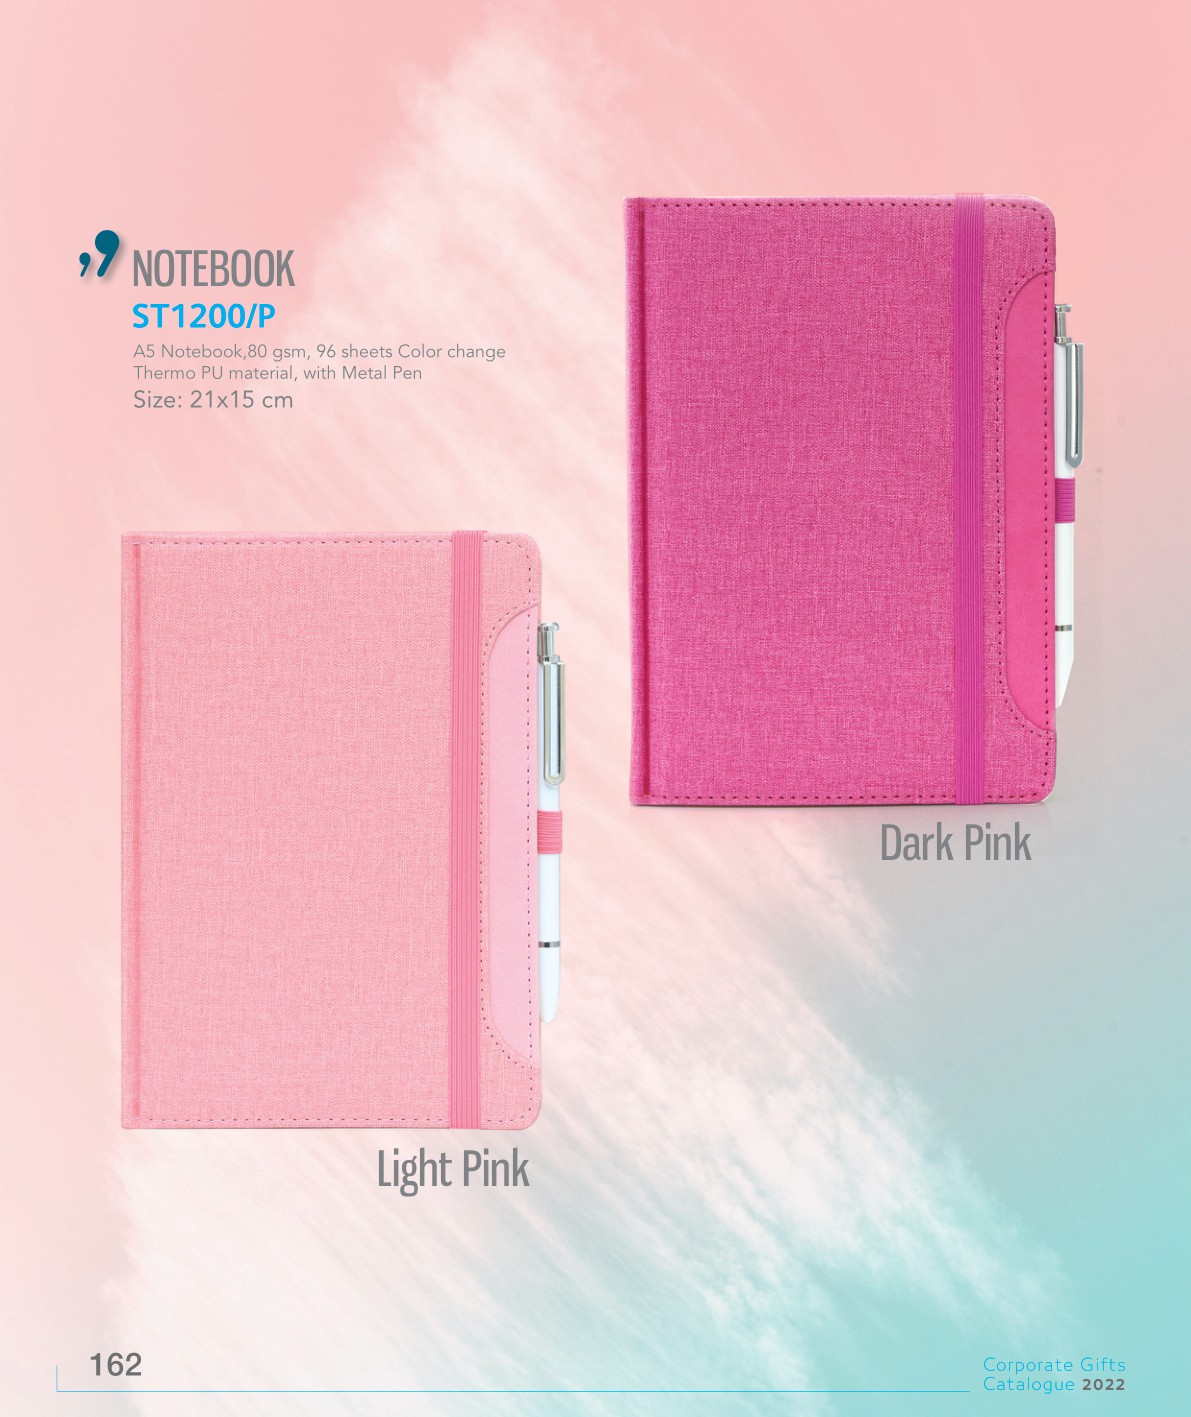 NOTEBOOK
ST1200/P
A5 Notebook,80 gsm, 96 sheets Color change
Thermo PU material, with Metal Pen
Size: 21x15 cm
Dark Pink
Light Pink
162
Corporate Gifts
Catalogue 2022